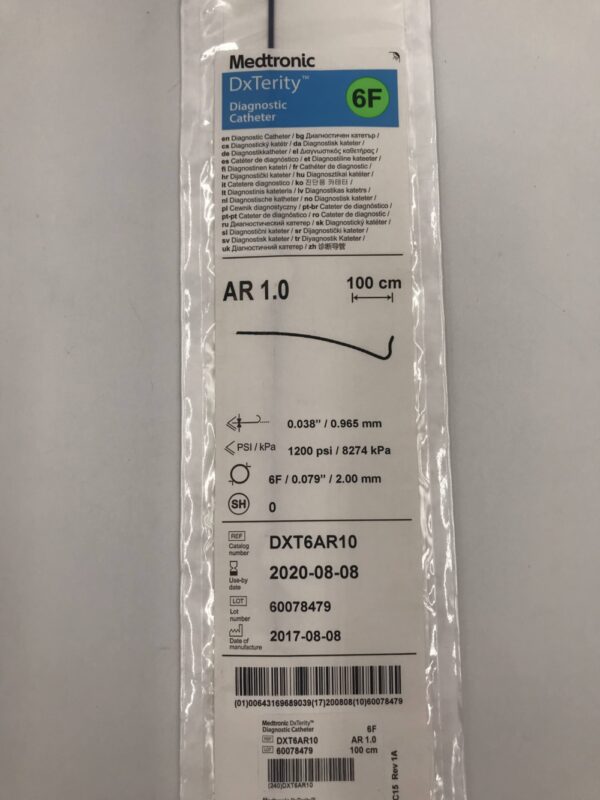 Medtronic
DxTerity™
6F
Diagnostic
Catheter
en Diagnostic Catheter / bg Диагностичен катетър /
cs Diagnostický katétr / da Diagnostisk kateter /
de Diagnostikkatheter / el Διαγνωστικός καθετήρας /
es Catéter de diagnóstico / et Diagnostiline kateeter /
fi Diagnostinen katetri / fr Cathéter de diagnostic /
hr Dijagnostički kateter / hu Diagnosztikai katéter /
it Catetere diagnostico / ko 진단용 카테터 /
lt Diagnostinis kateteris / lv Diagnostikas katetrs /
nl Diagnostische katheter / no Diagnostisk kateter /
pl Cewnik diagnostyczny / pt-br Cateter de diagnóstico /
pt-pt Cateter de diagnóstico / ro Cateter de diagnostic /
ru Диагностический катетер / sk Diagnostický katéter /
sl Diagnostični kateter / sr Dijagnostički kateter /
sv Diagnostisk kateter / tr Diyagnostik Kateter /
uk Діагностичний катетер / zh 诊断导管
AR 1.0
100 cm
0.038" / 0.965 mm
PSI / kPa
1200 psi / 8274 kPa
6F / 0.079" / 2.00 mm
SH
0
REF
Catalog
number
DXT6AR10
Use-by
date
2020-08-08
LOT
Lot
number
60078479
Date of
manufacture
2017-08-08
(01)00643169689039(17)200808(10)60078479
Medtronic DxTerity™
Diagnostic Catheter
6F
REF DXT6AR10
AR 1.0
LOT 60078479
100 cm
(240)DXT6AR10
C15 Rev 1A